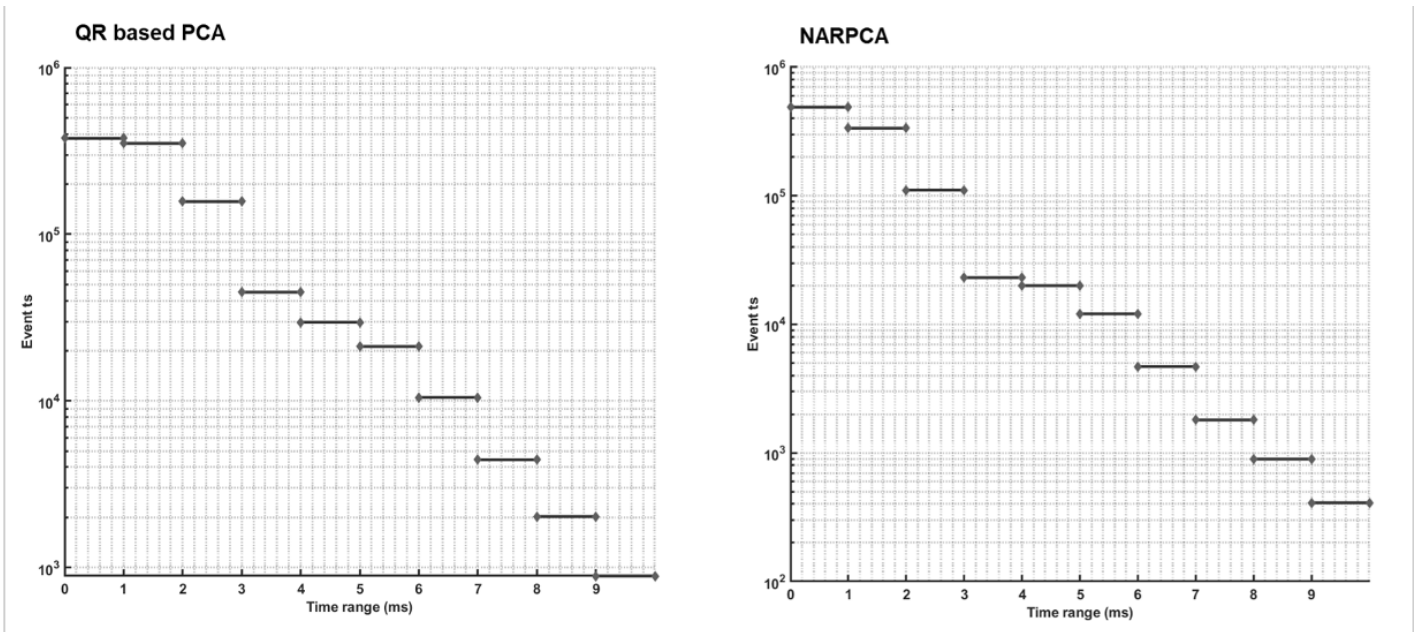 QR based PCA
10^6
10^5
10^4
10^3
Event ts
0 1 2 3 4 5 6 7 8 9
Time range (ms)
NARPCA
10^6
10^5
10^4
10^3
10^2
Event ts
0 1 2 3 4 5 6 7 8 9
Time range (ms)